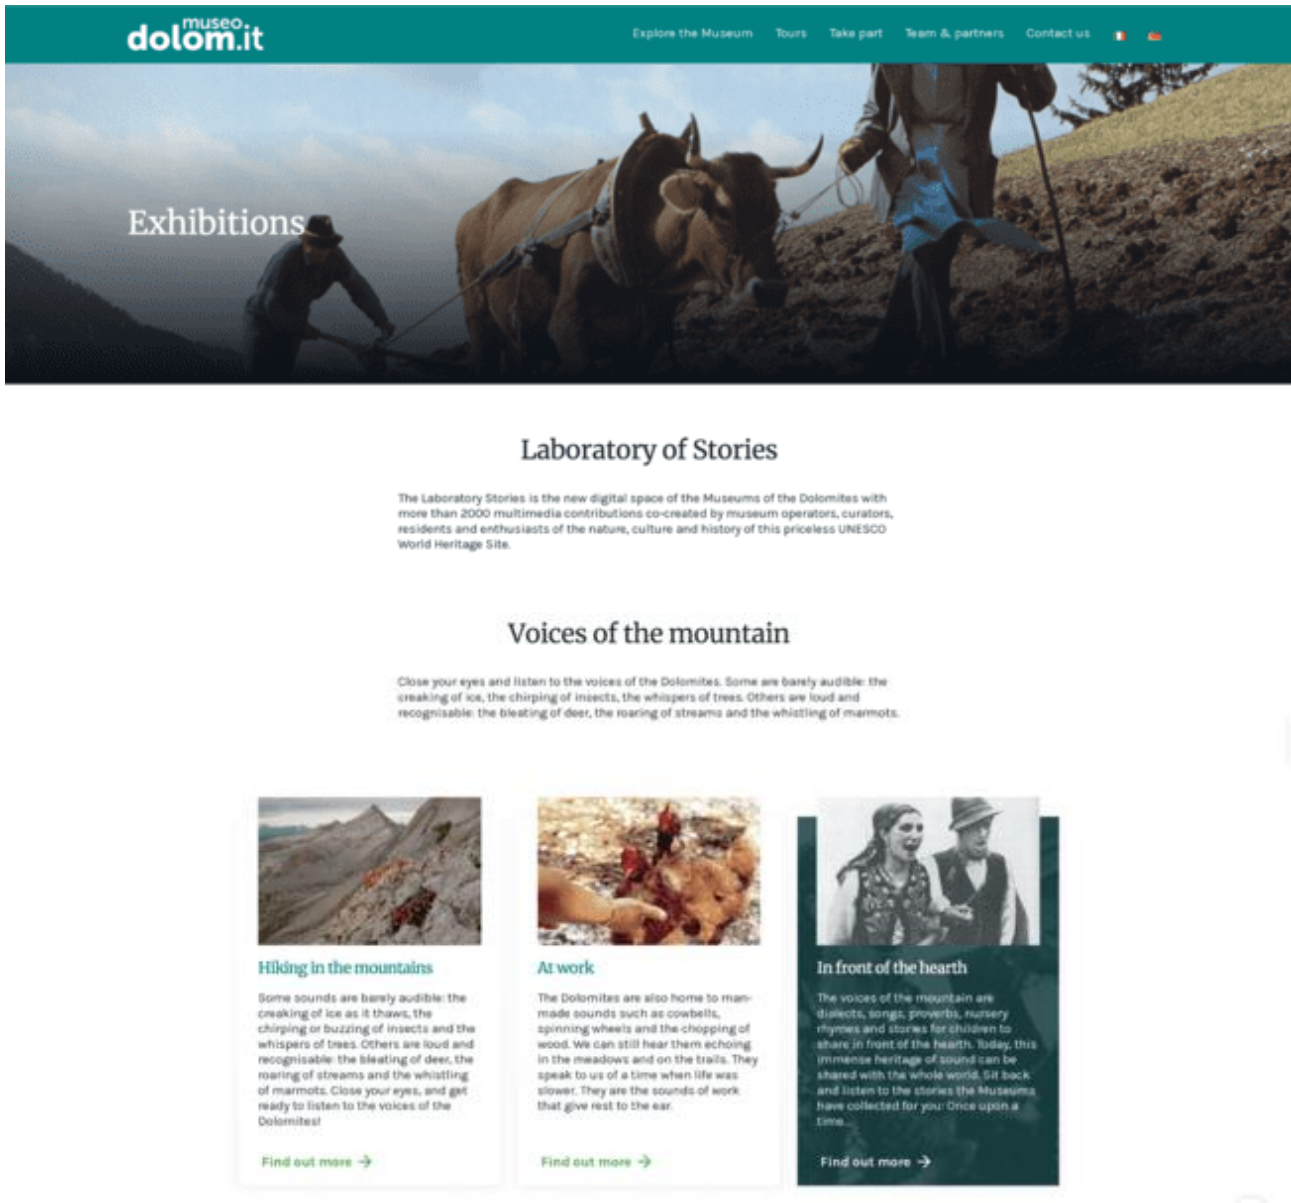 museo
dolom.it
Explore the Museum Tours Take part Team & partners Contact us
Exhibitions
Laboratory of Stories
The Laboratory Stories is the new digital space of the Museums of the Dolomites with
more than 2000 multimedia contributions co-created by museum operators, curators,
residents and enthusiasts of the nature, culture and history of this priceless UNESCO
World Heritage Site.
Voices of the mountain
Close your eyes and listen to the voices of the Dolomites. Some are barely audible: the
creaking of ice, the chirping of insects, the whispers of trees. Others are loud and
recognisable: the bleating of deer, the roaring of streams and the whistling of marmots.
Hiking in the mountains
Some sounds are barely audible: the
creaking of ice as it thaws, the
chirping or buzzing of insects and the
whispers of trees. Others are loud and
recognisable: the bleating of deer, the
roaring of streams and the whistling
of marmots. Close your eyes, and get
ready to listen to the voices of the
Dolomites!
Find out more →
At work
The Dolomites are also home to man-
made sounds such as cowbells,
spinning wheels and the chopping of
wood. We can still hear them echoing
in the meadows and on the trails. They
speak to us of a time when life was
slower. They are the sounds of work
that give rest to the ear.
Find out more →
In front of the hearth
The voices of the mountain are
dialects, songs, proverbs, nursery
rhymes and stories for children to
share in front of the hearth. Today, this
immense heritage of sound can be
shared with the whole world. Sit back
and listen to the stories the Museums
have collected for you: Once upon a
time...
Find out more →